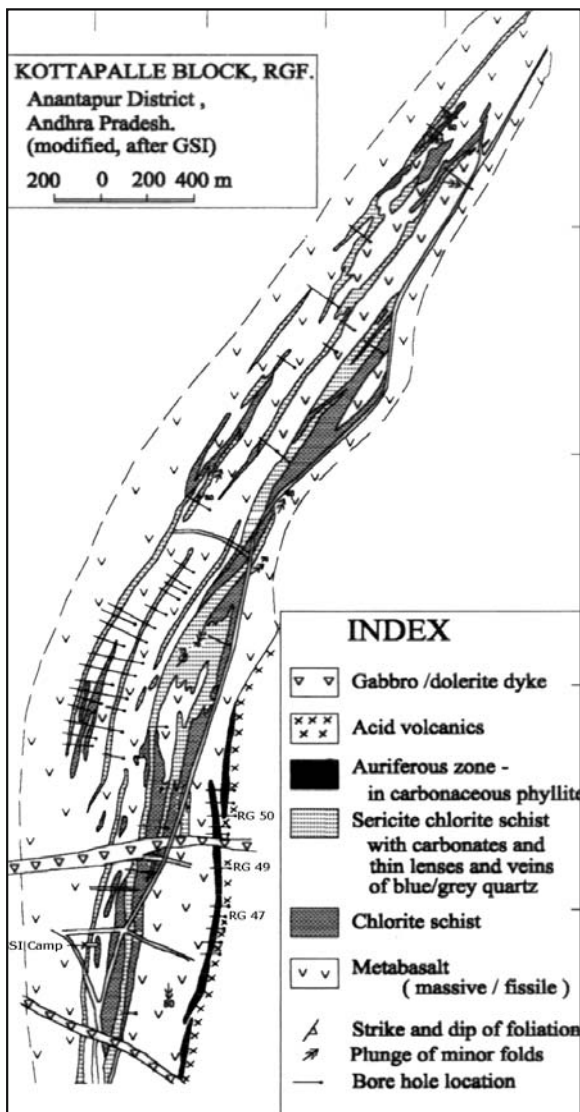 KOTTAPALLE BLOCK, RGF.
Anantapur District ,
Andhra Pradesh.
(modified, after GSI)
200 0 200 400 m
INDEX
Gabbro /dolerite dyke
Acid volcanics
Auriferous zone -
in carbonaceous phyllite
Sericite chlorite schist
with carbonates and
thin lenses and veins
of blue/grey quartz
Chlorite schist
Metabasalt
( massive / fissile )
Strike and dip of foliation
Plunge of minor folds
Bore hole location
RG 50
RG 49
RG 47
SI Camp